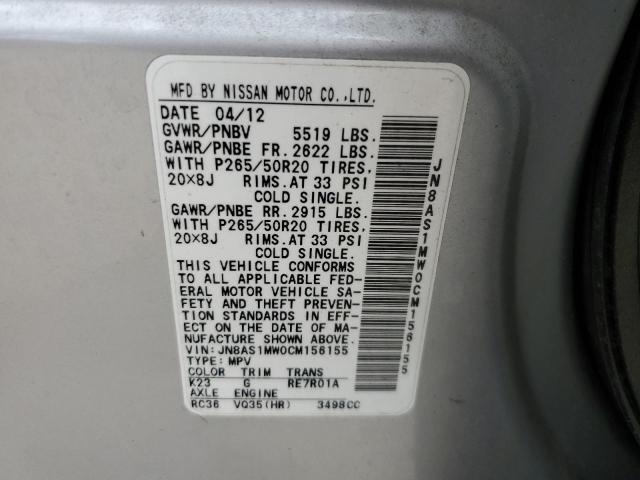 MFD BY NISSAN MOTOR CO.,LTD.
DATE 04/12
GVWR/PNBV 5519 LBS.
GAWR/PNBE FR. 2622 LBS.
WITH P265/50R20 TIRES,
20×8J RIMS.AT 33 PSI
COLD SINGLE.
GAWR/PNBE RR. 2915 LBS.
WITH P265/50R20 TIRES,
20×8J RIMS.AT 33 PSI
COLD SINGLE.
THIS VEHICLE CONFORMS
TO ALL APPLICABLE FED-
ERAL MOTOR VEHICLE SA-
FETY AND THEFT PREVEN-
TION STANDARDS IN EFF-
ECT ON THE DATE OF MA-
NUFACTURE SHOWN ABOVE.
VIN: JN8AS1MW0CM156155
TYPE: MPV
COLOR TRIM TRANS
K23 G RE7R01A
AXLE ENGINE
RC36 VQ35(HR) 3498CC
JN8AS1MW0CM156155